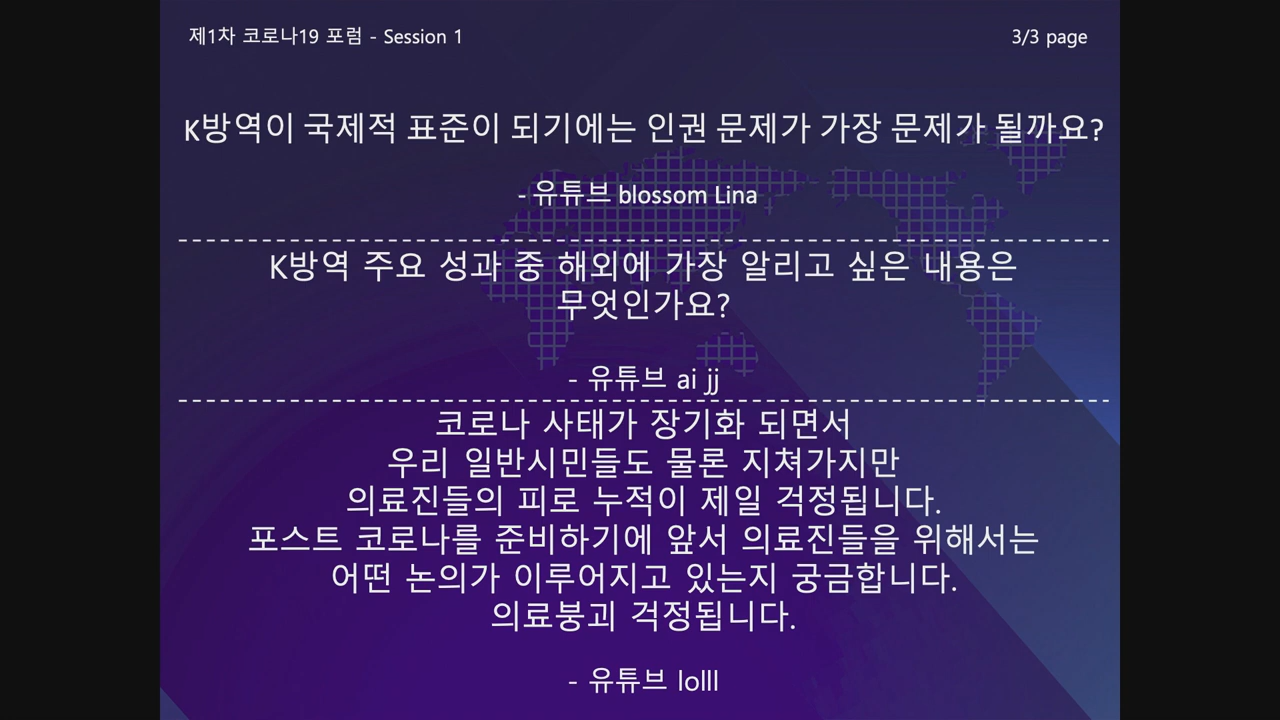 제1차 코로나19 포럼 - Session 1
3/3 page
K방역이 국제적 표준이 되기에는 인권 문제가 가장 문제가 될까요?
- 유튜브 blossom Lina
K방역 주요 성과 중 해외에 가장 알리고 싶은 내용은
무엇인가요?
- 유튜브 ai jj
코로나 사태가 장기화 되면서
우리 일반시민들도 물론 지쳐가지만
의료진들의 피로 누적이 제일 걱정됩니다.
포스트 코로나를 준비하기에 앞서 의료진들을 위해서는
어떤 논의가 이루어지고 있는지 궁금합니다.
의료붕괴 걱정됩니다.
- 유튜브 lolll